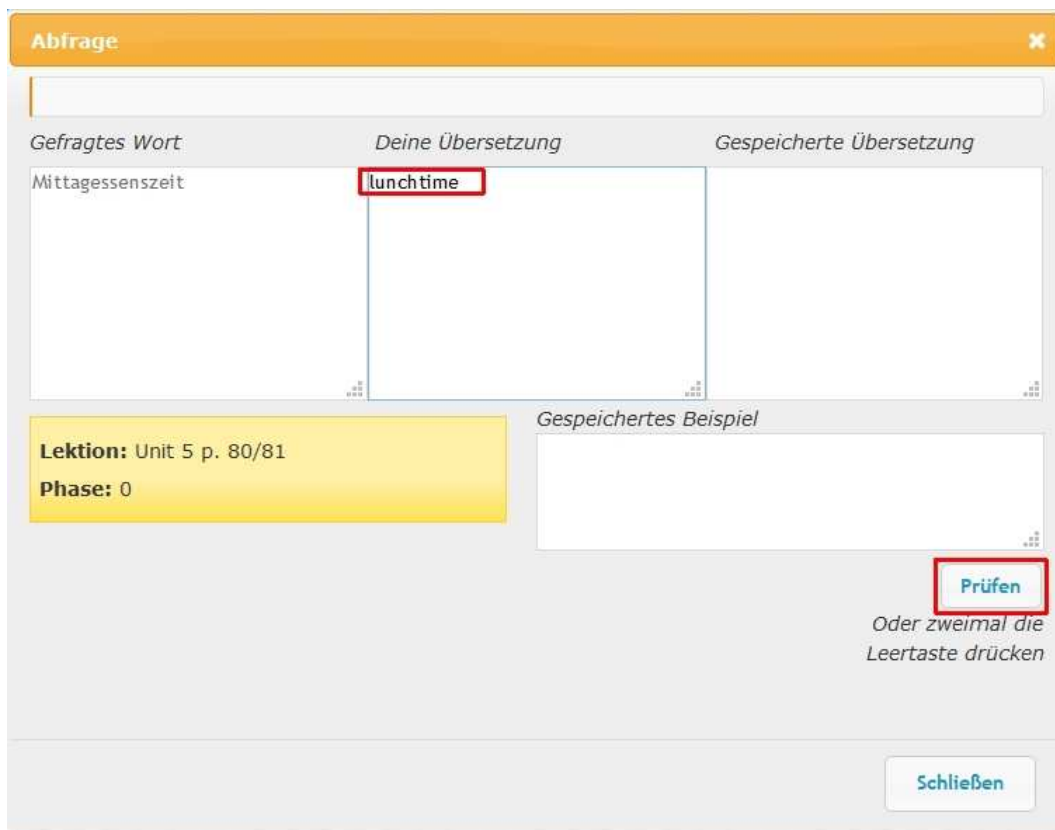 Abfrage
Gefragtes Wort
Deine Übersetzung
Gespeicherte Übersetzung
Mittagessenszeit
lunchtime
Lektion: Unit 5 p. 80/81
Phase: 0
Gespeichertes Beispiel
Prüfen
Oder zweimal die
Leertaste drücken
Schließen